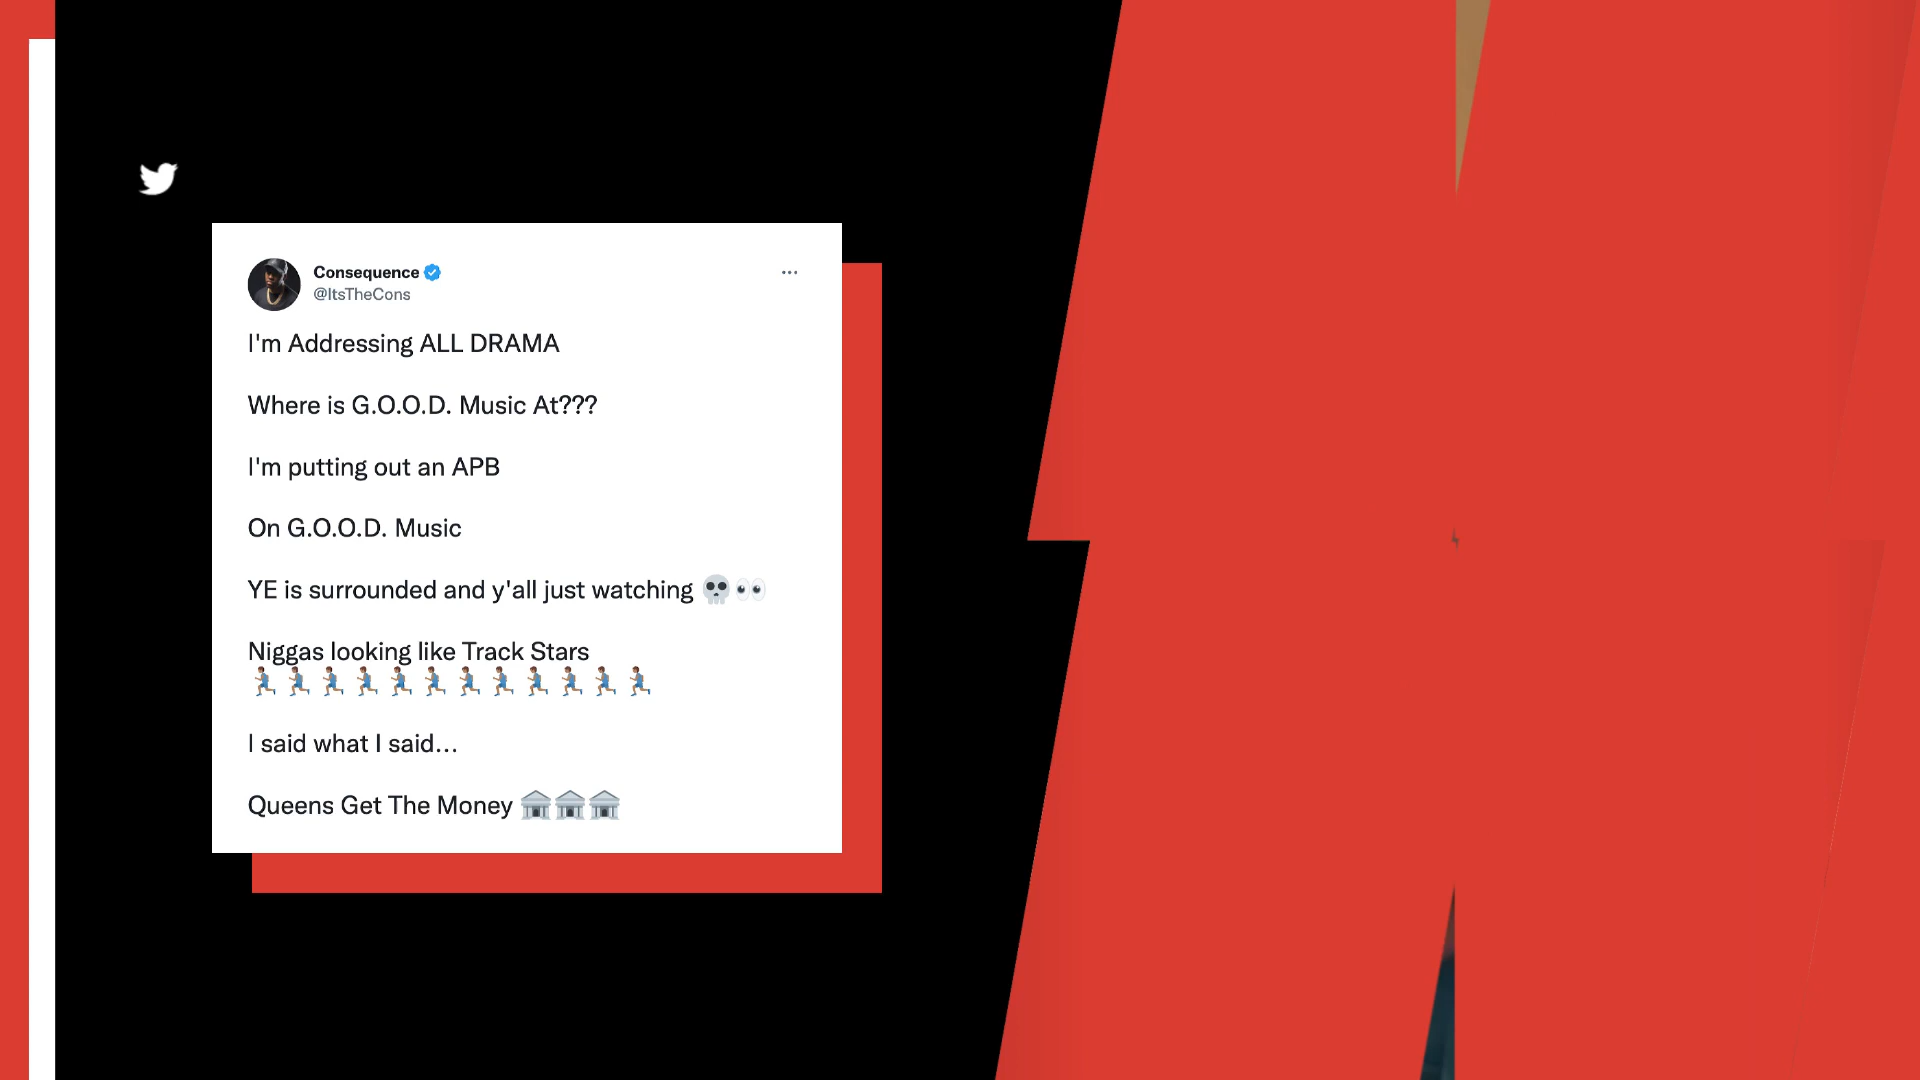 Consequence
@ItsTheCons
I'm Addressing ALL DRAMA
Where is G.O.O.D. Music At???
I'm putting out an APB
On G.O.O.D. Music
YE is surrounded and y'all just watching 💀👀
Niggas looking like Track Stars
🏃🏽🏃🏽🏃🏽🏃🏽🏃🏽🏃🏽🏃🏽🏃🏽🏃🏽🏃🏽🏃🏽🏃🏽
I said what I said...
Queens Get The Money 🏛️🏛️🏛️